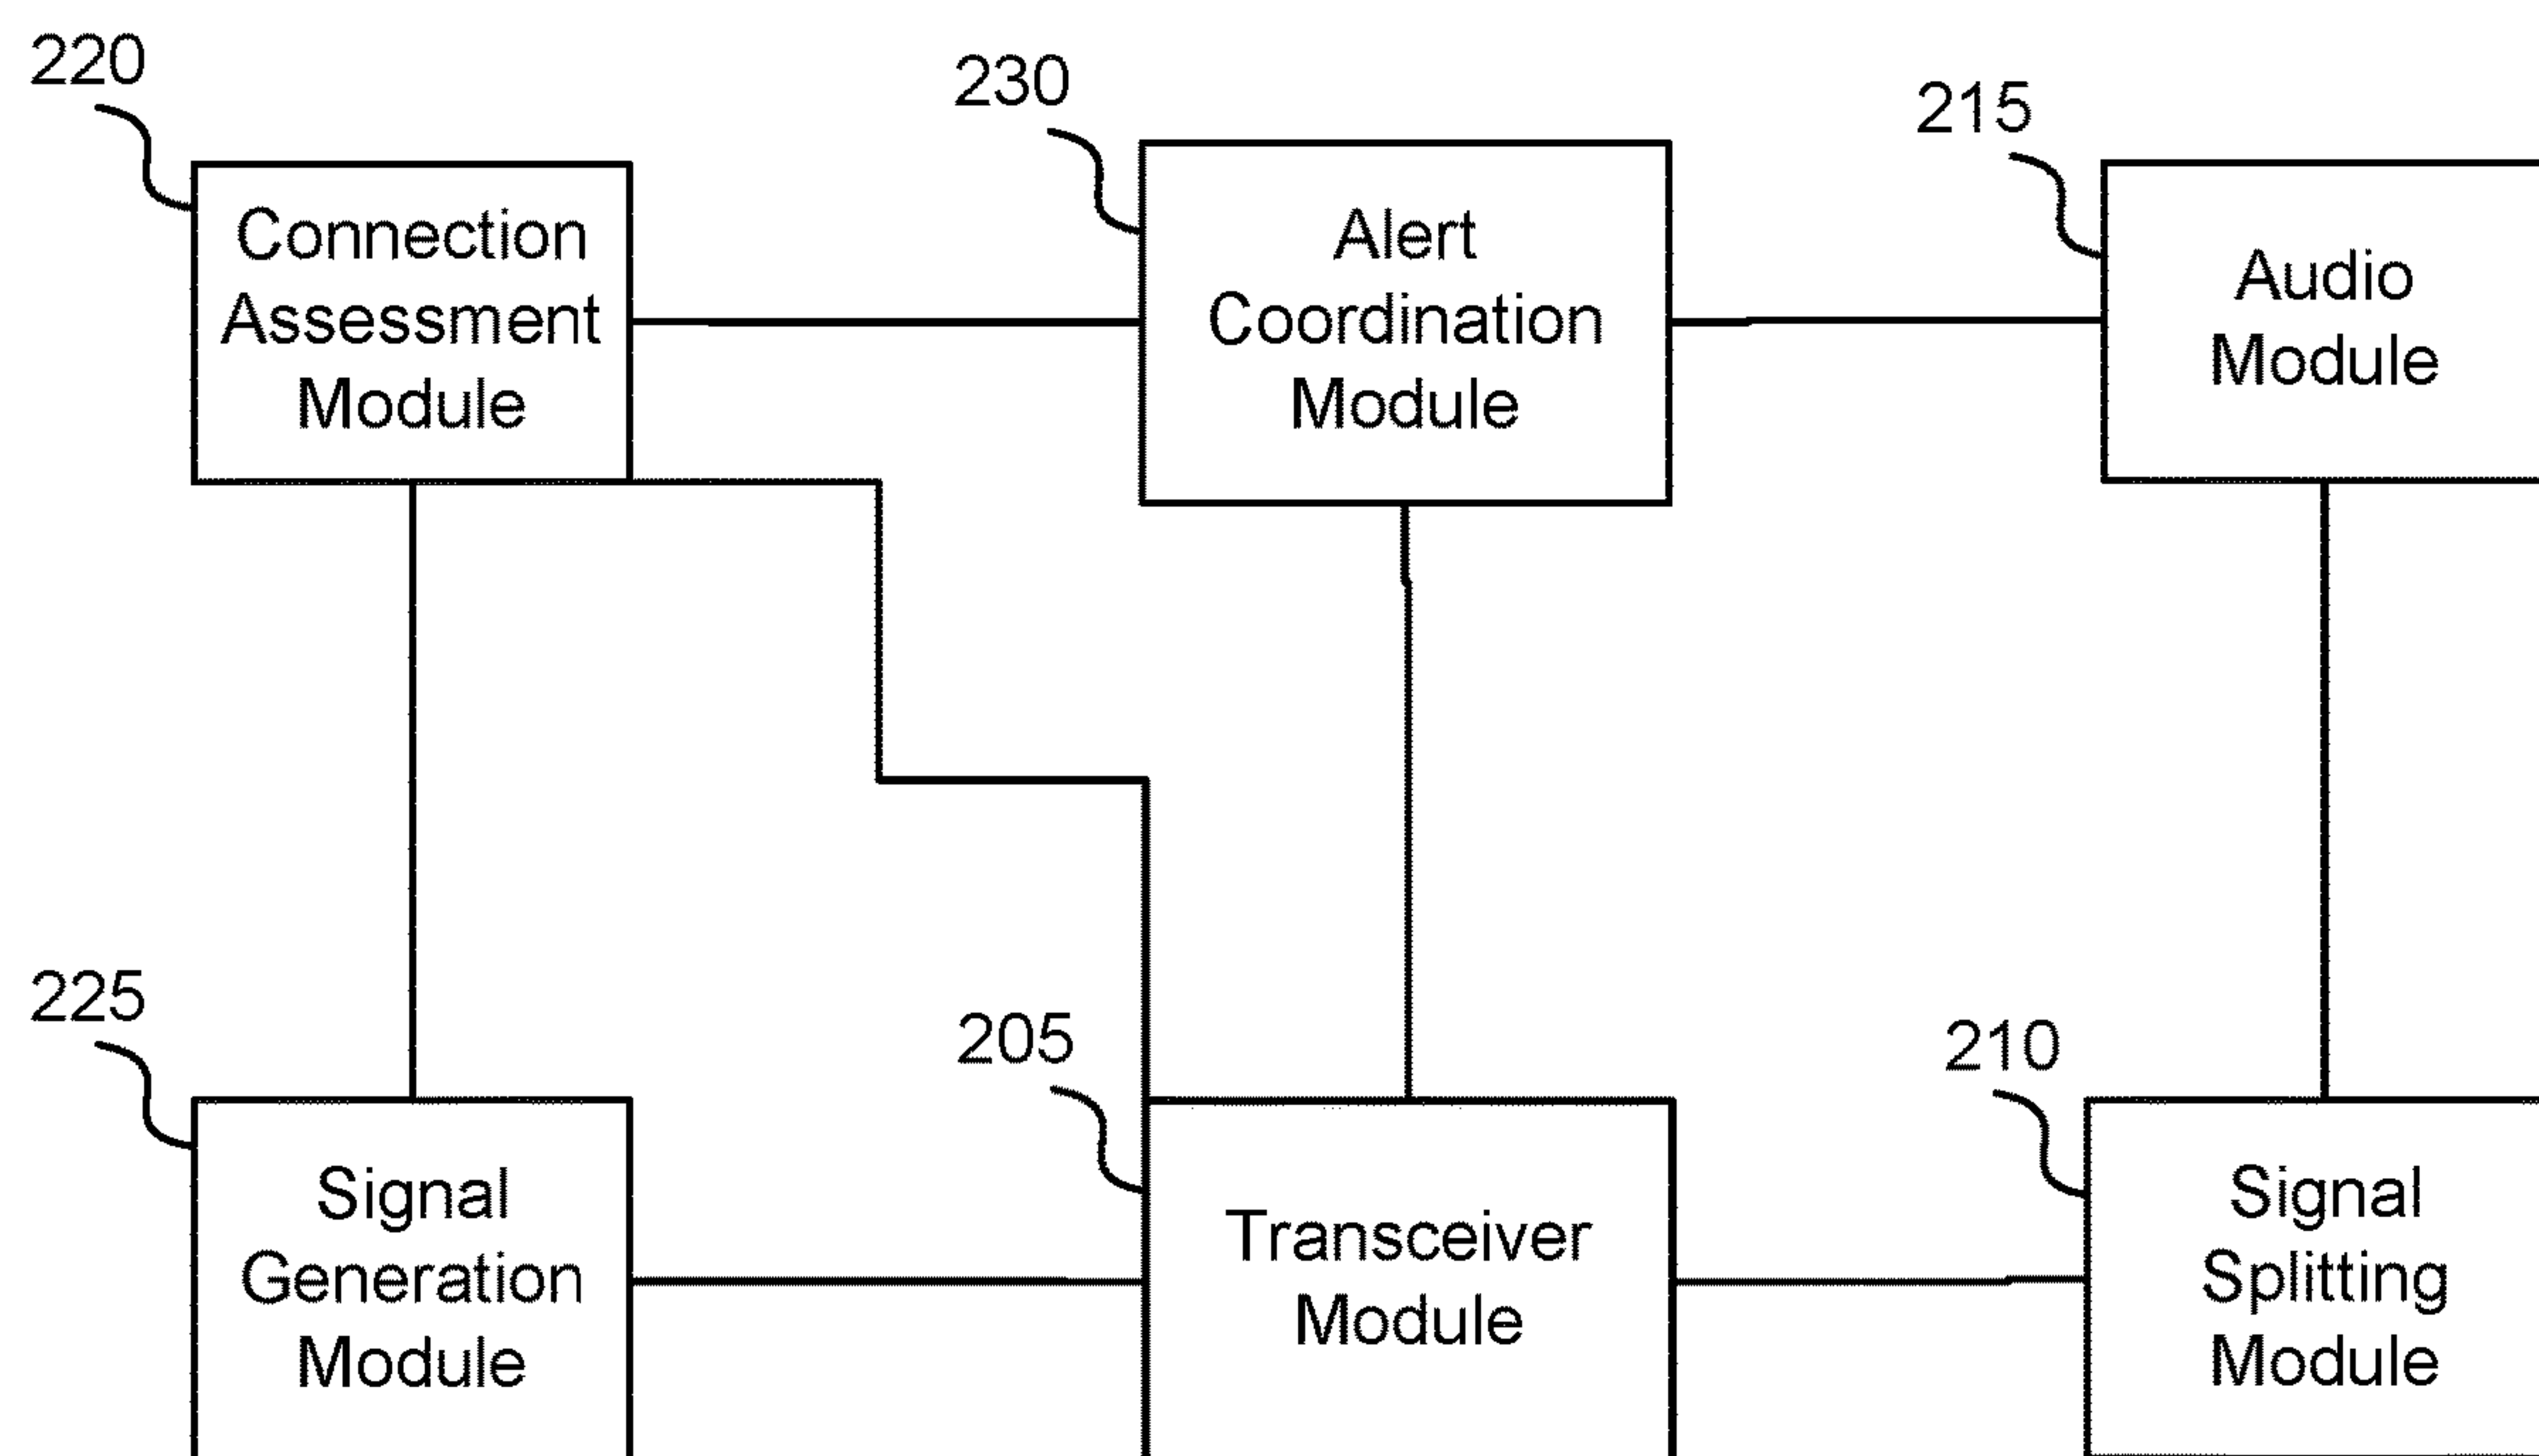 220
230
215
Connection
Assessment
Module
Alert
Coordination
Module
Audio
Module
225
205
210
Signal
Generation
Module
Transceiver
Module
Signal
Splitting
Module